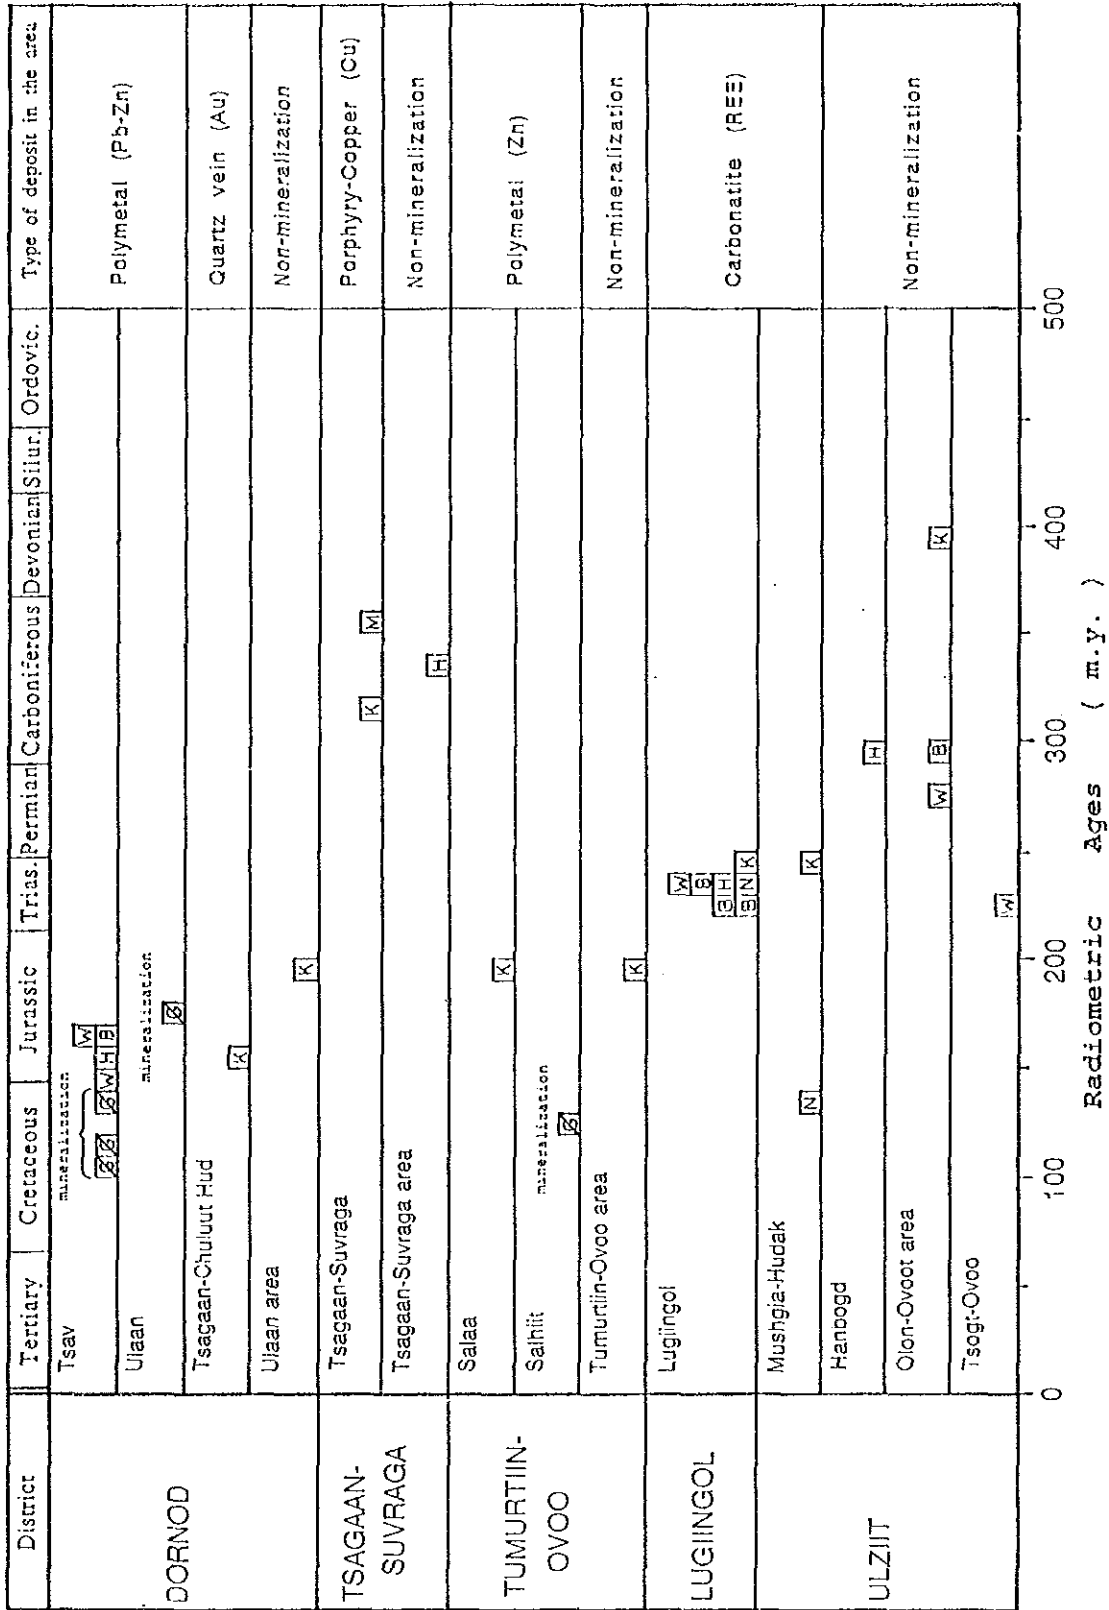 District Tertiary Cretaceous Jurassic Trias. Permian Carboniferous Devonian Silur. Ordovic. Type of deposit in the area
DORNOD
Tsav
mineralization
W
W H B
Polymetal (Pb-Zn)
Ulaan
mineralization
Tsagaan-Chuluut Hud
K
Quartz vein (Au)
Ulaan area
K
Non-mineralization
TSAGAAN-
SUVRAGA
Tsagaan-Suvraga
K M
Porphyry-Copper (Cu)
Tsagaan-Suvraga area
H
Non-mineralization
TUMURTIIN-
OVOO
Salaa
K
Polymetal (Zn)
Salhiit
mineralization
Tumurtiin-Ovoo area
K
Non-mineralization
LUGIINGOL
Lugiingol
W
B
B H
B N K
Carbonatite (REE)
ULZIIT
Mushgia-Hudak
N K
Hanbogd
H
Non-mineralization
Olon-Ovoot area
W B K
Tsogt-Ovoo
W
0 100 200 300 400 500
Radiometric Ages ( m.y. )